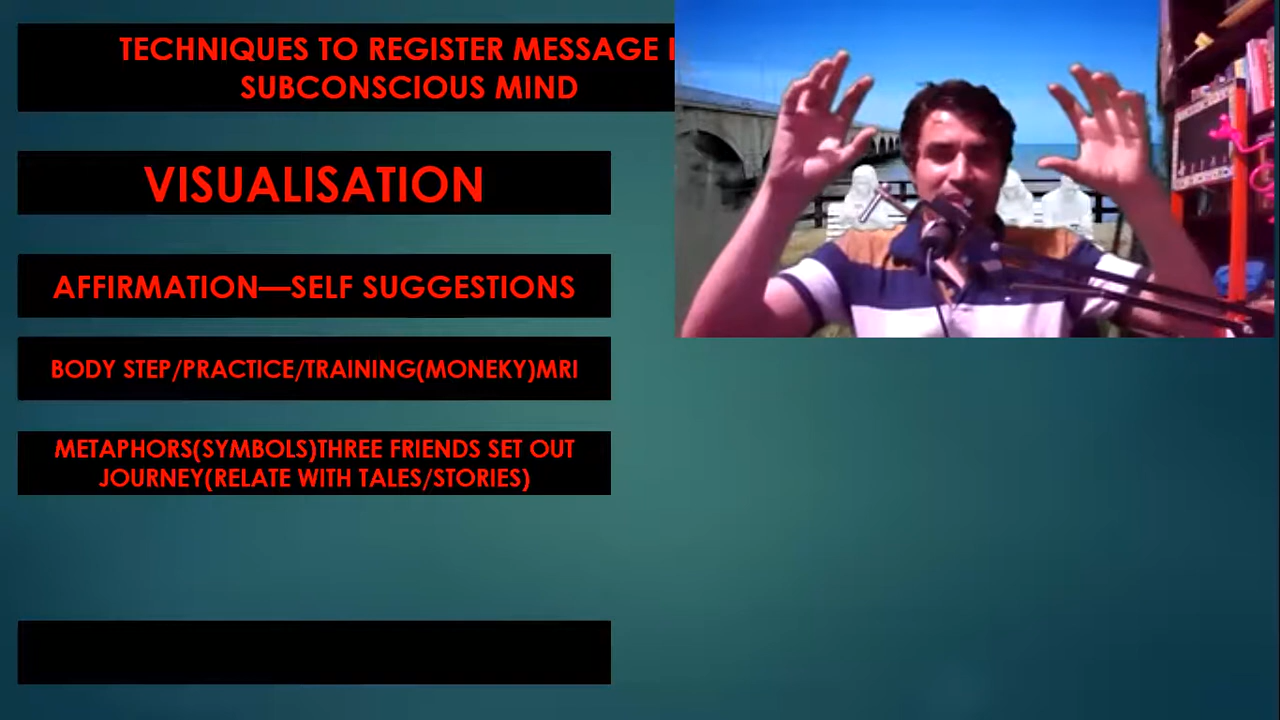 TECHNIQUES TO REGISTER MESSAGE
SUBCONSCIOUS MIND
VISUALISATION
AFFIRMATION—SELF SUGGESTIONS
BODY STEP/PRACTICE/TRAINING(MONEKY)MRI
METAPHORS(SYMBOLS)THREE FRIENDS SET OUT
JOURNEY(RELATE WITH TALES/STORIES)